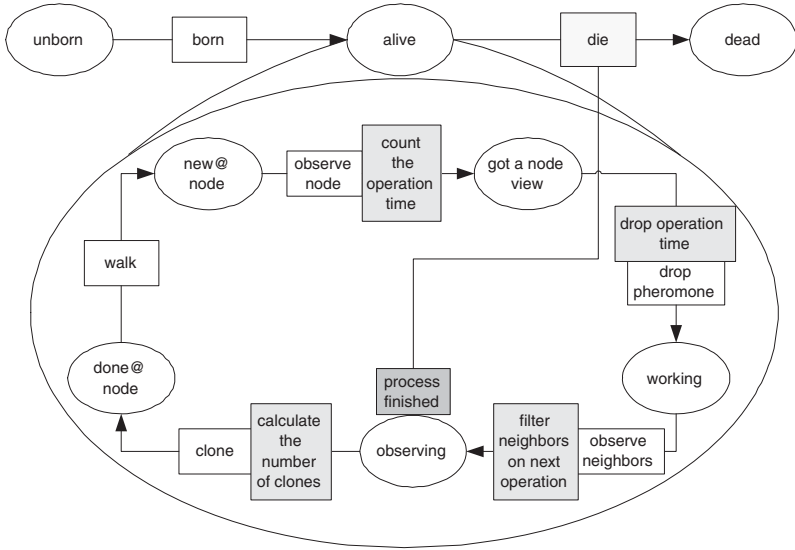 unborn
born
alive
die
dead
new@
node
observe
node
count
the
operation
time
got a node
view
drop operation
time
drop
pheromone
walk
done@
node
working
process
finished
clone
calculate
the
number
of clones
observing
filter
neighbors
on next
operation
observe
neighbors